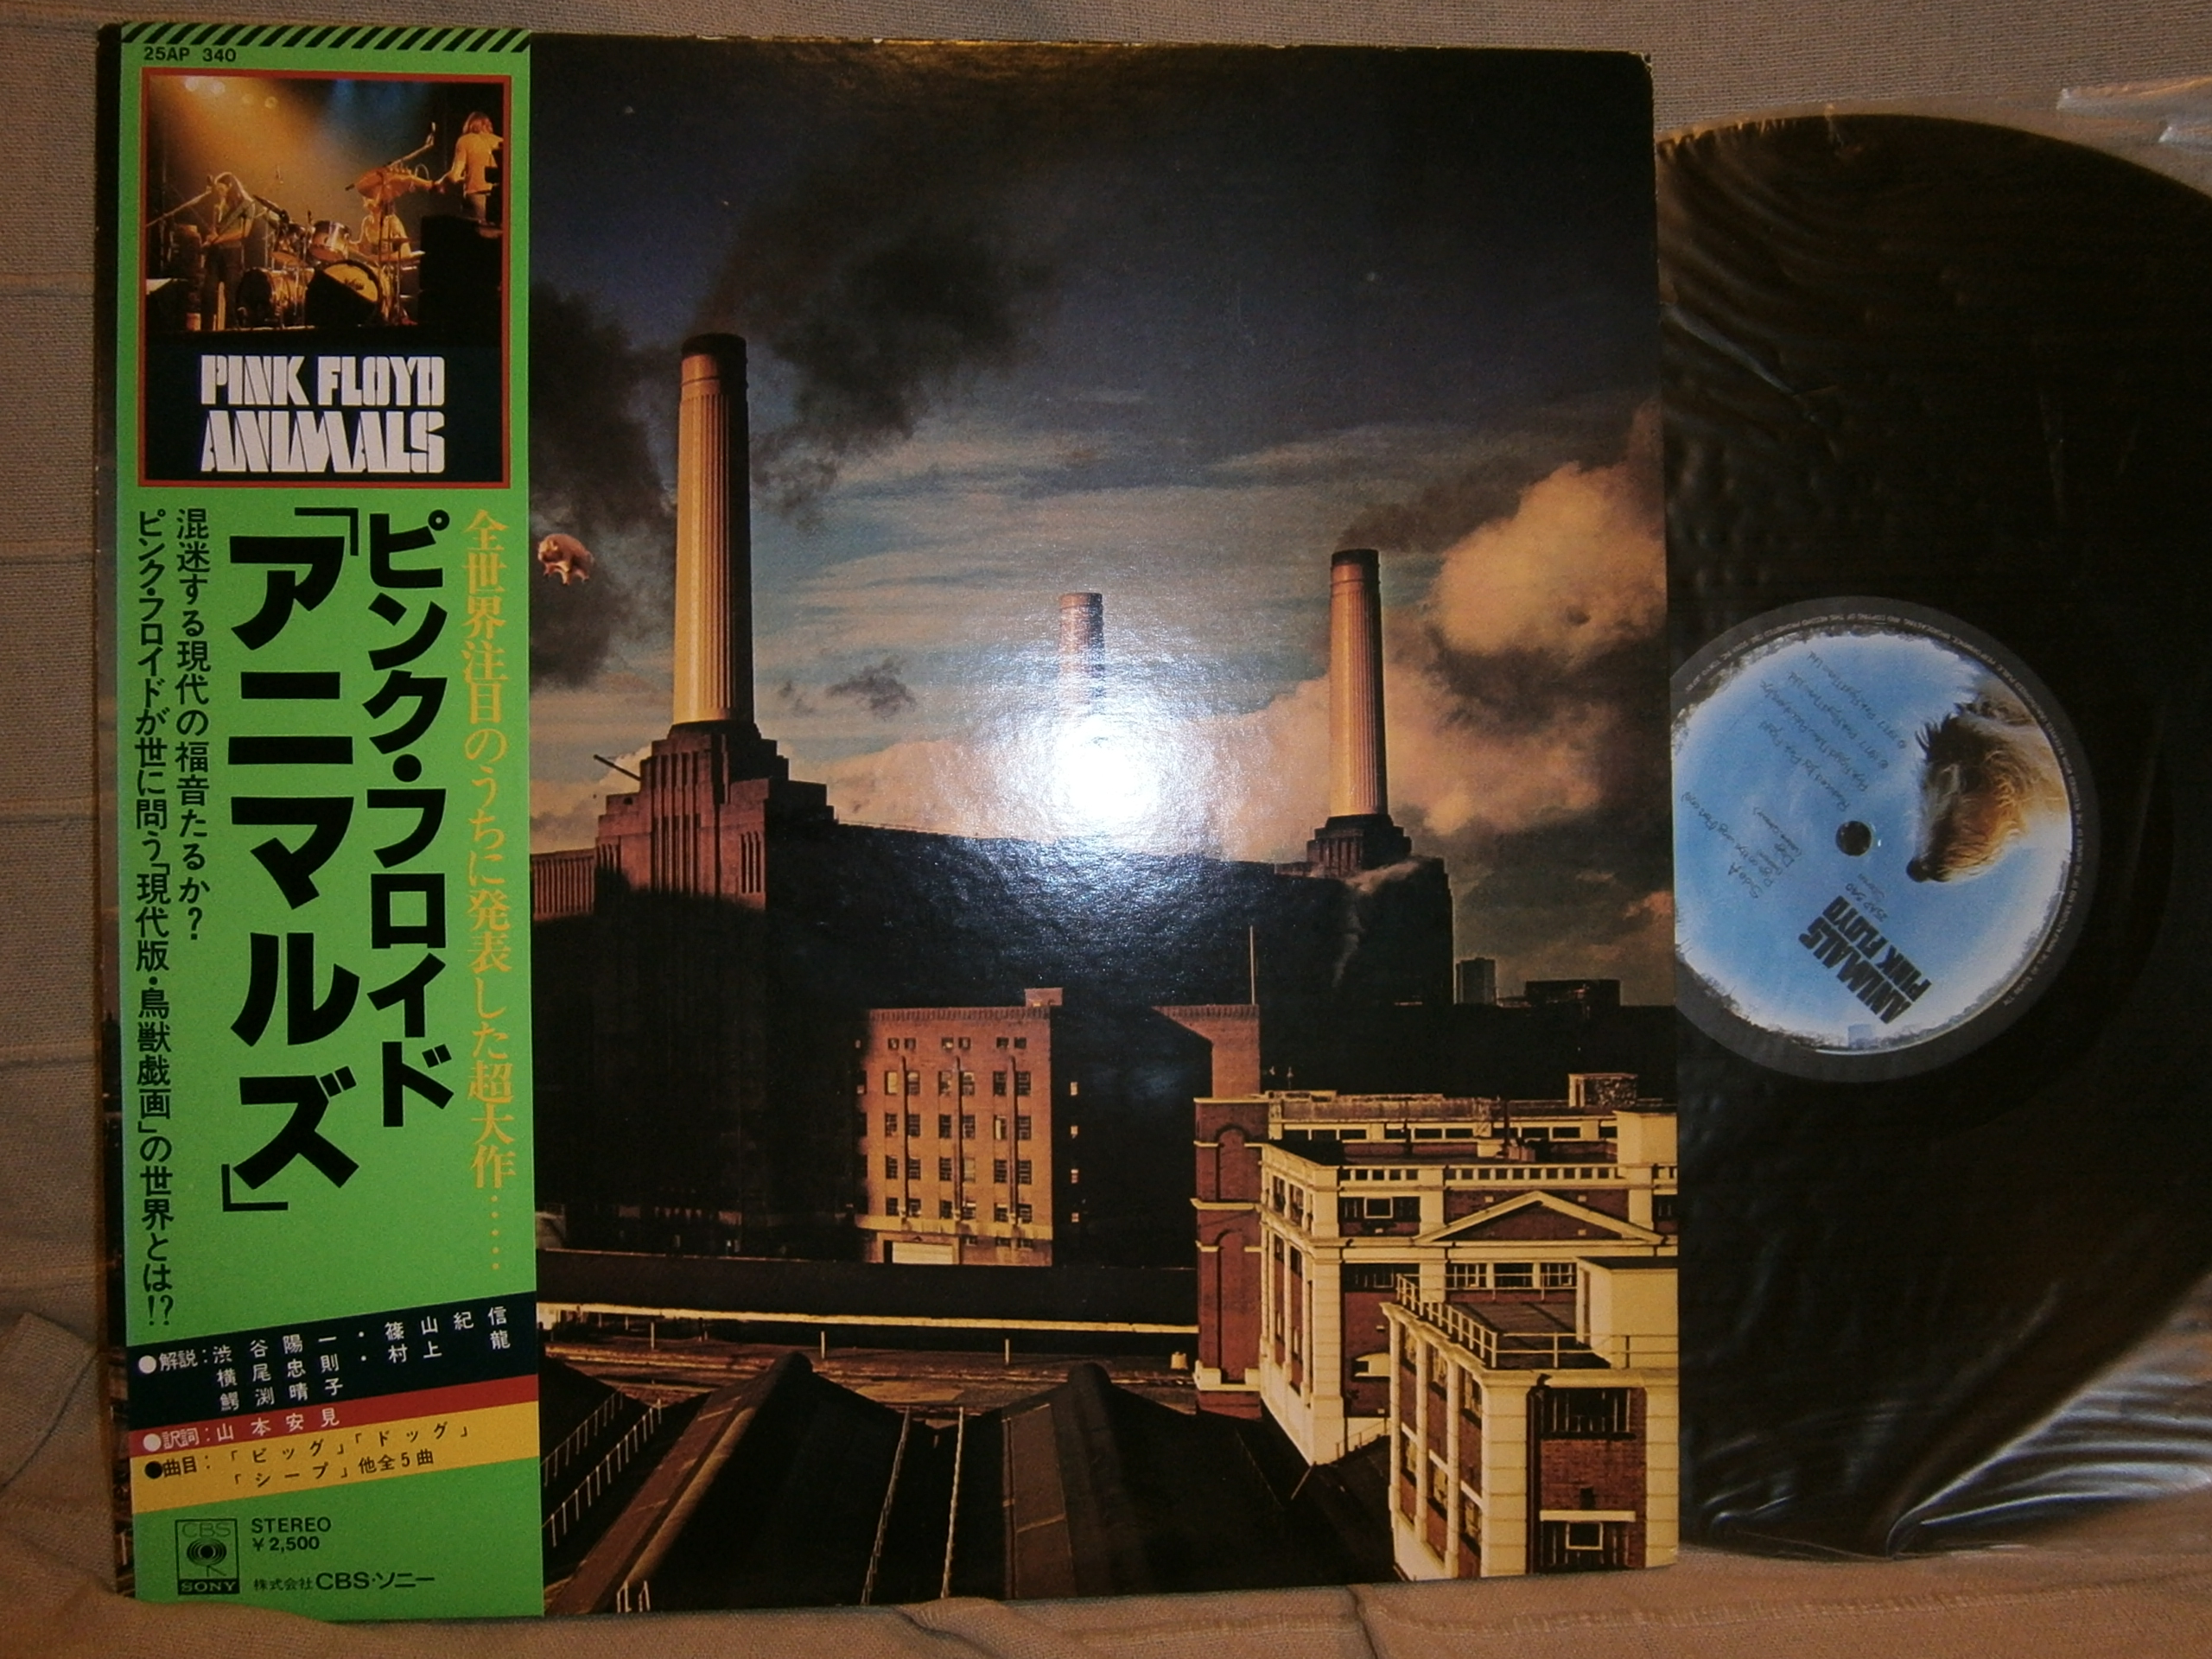 25AP 340
PINK FLOYD
ANIMALS
全世界注目のうちに発表した超大作……
ピンク・フロイド
「アニマルズ」
混迷する現代の福音たるか?
ピンク・フロイドが世に問う「現代版・鳥獣戯画」の世界とは!?
●解説:渋谷陽一・篠山紀信
横尾忠則・村上龍
鰐渕晴子
●訳詞:山本安見
●曲目:「ピッグ」「ドッグ」
「シープ」他全5曲
CBS
SONY
STEREO
¥2,500
株式会社CBS・ソニー
ANIMALS
PINK FLOYD
25AP 340
Stereo
Side A